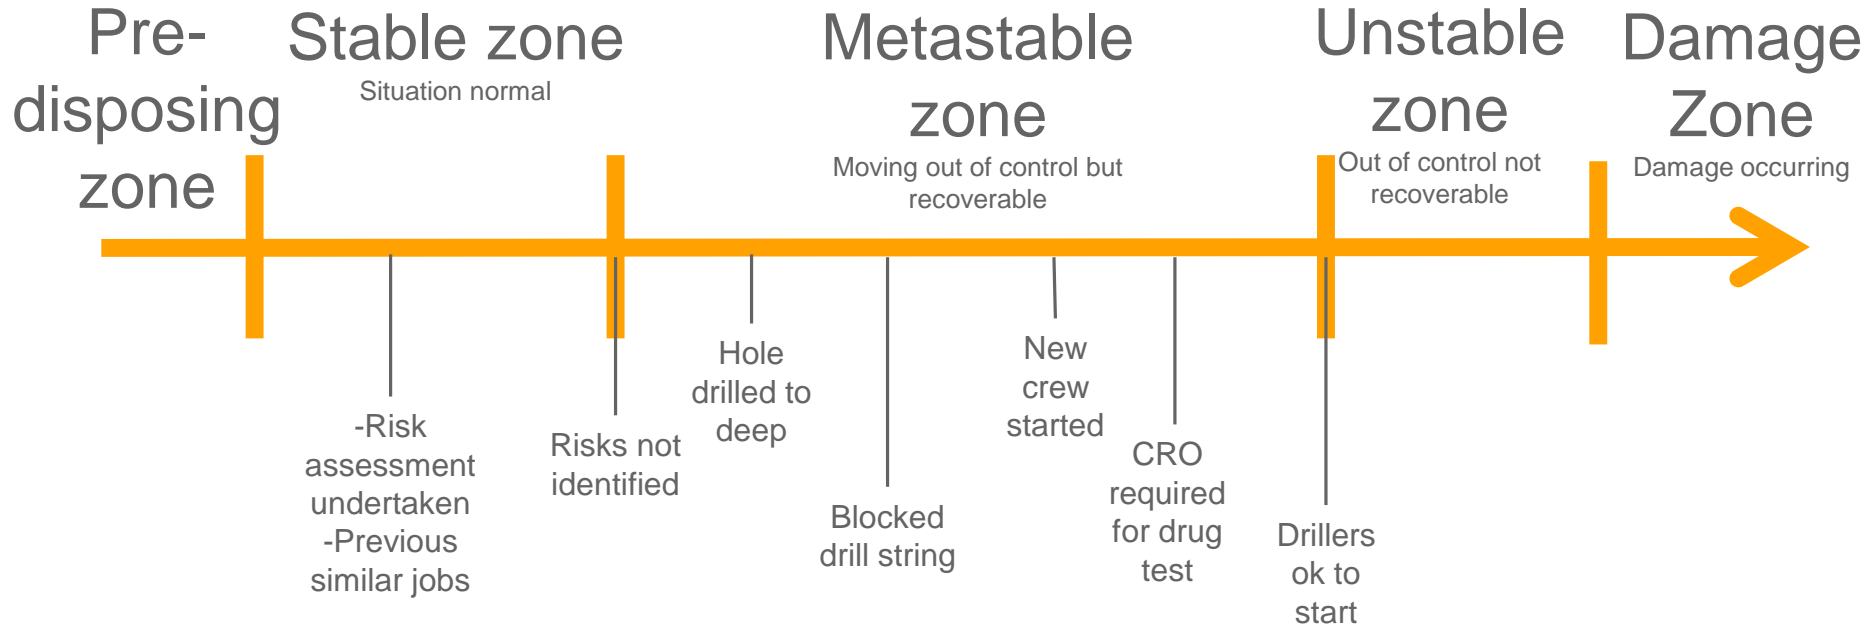 Pre-
disposing
zone
Stable zone
Situation normal
Metastable
zone
Moving out of control but
recoverable
Unstable
zone
Out of control not
recoverable
Damage
Zone
Damage occurring
-Risk
assessment
undertaken
-Previous
similar jobs
Risks not
identified
Hole
drilled to
deep
Blocked
drill string
New
crew
started
CRO
required
for drug
test
Drillers
ok to
start